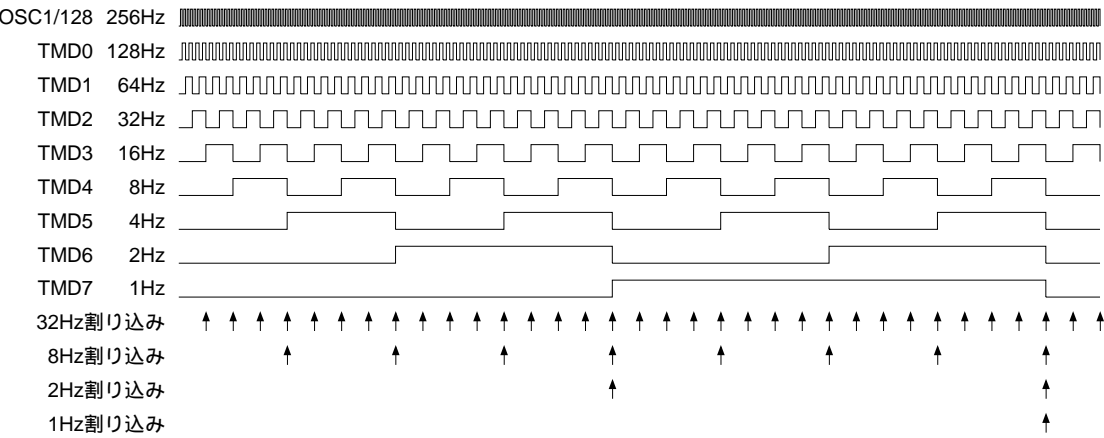 OSC1/128 256Hz
TMD0 128Hz
TMD1 64Hz
TMD2 32Hz
TMD3 16Hz
TMD4 8Hz
TMD5 4Hz
TMD6 2Hz
TMD7 1Hz
32Hz割り込み
8Hz割り込み
2Hz割り込み
1Hz割り込み